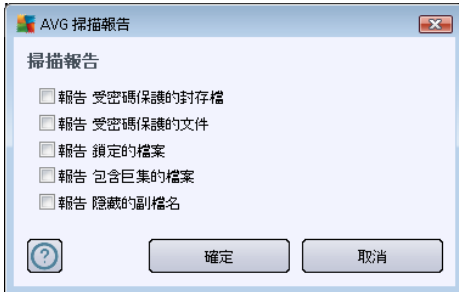 AVG 掃描報告
掃描報告
報告 受密碼保護的封存檔
報告 受密碼保護的文件
報告 鎖定的檔案
報告 包含巨集的檔案
報告 隱藏的副檔名
?
確定
取消